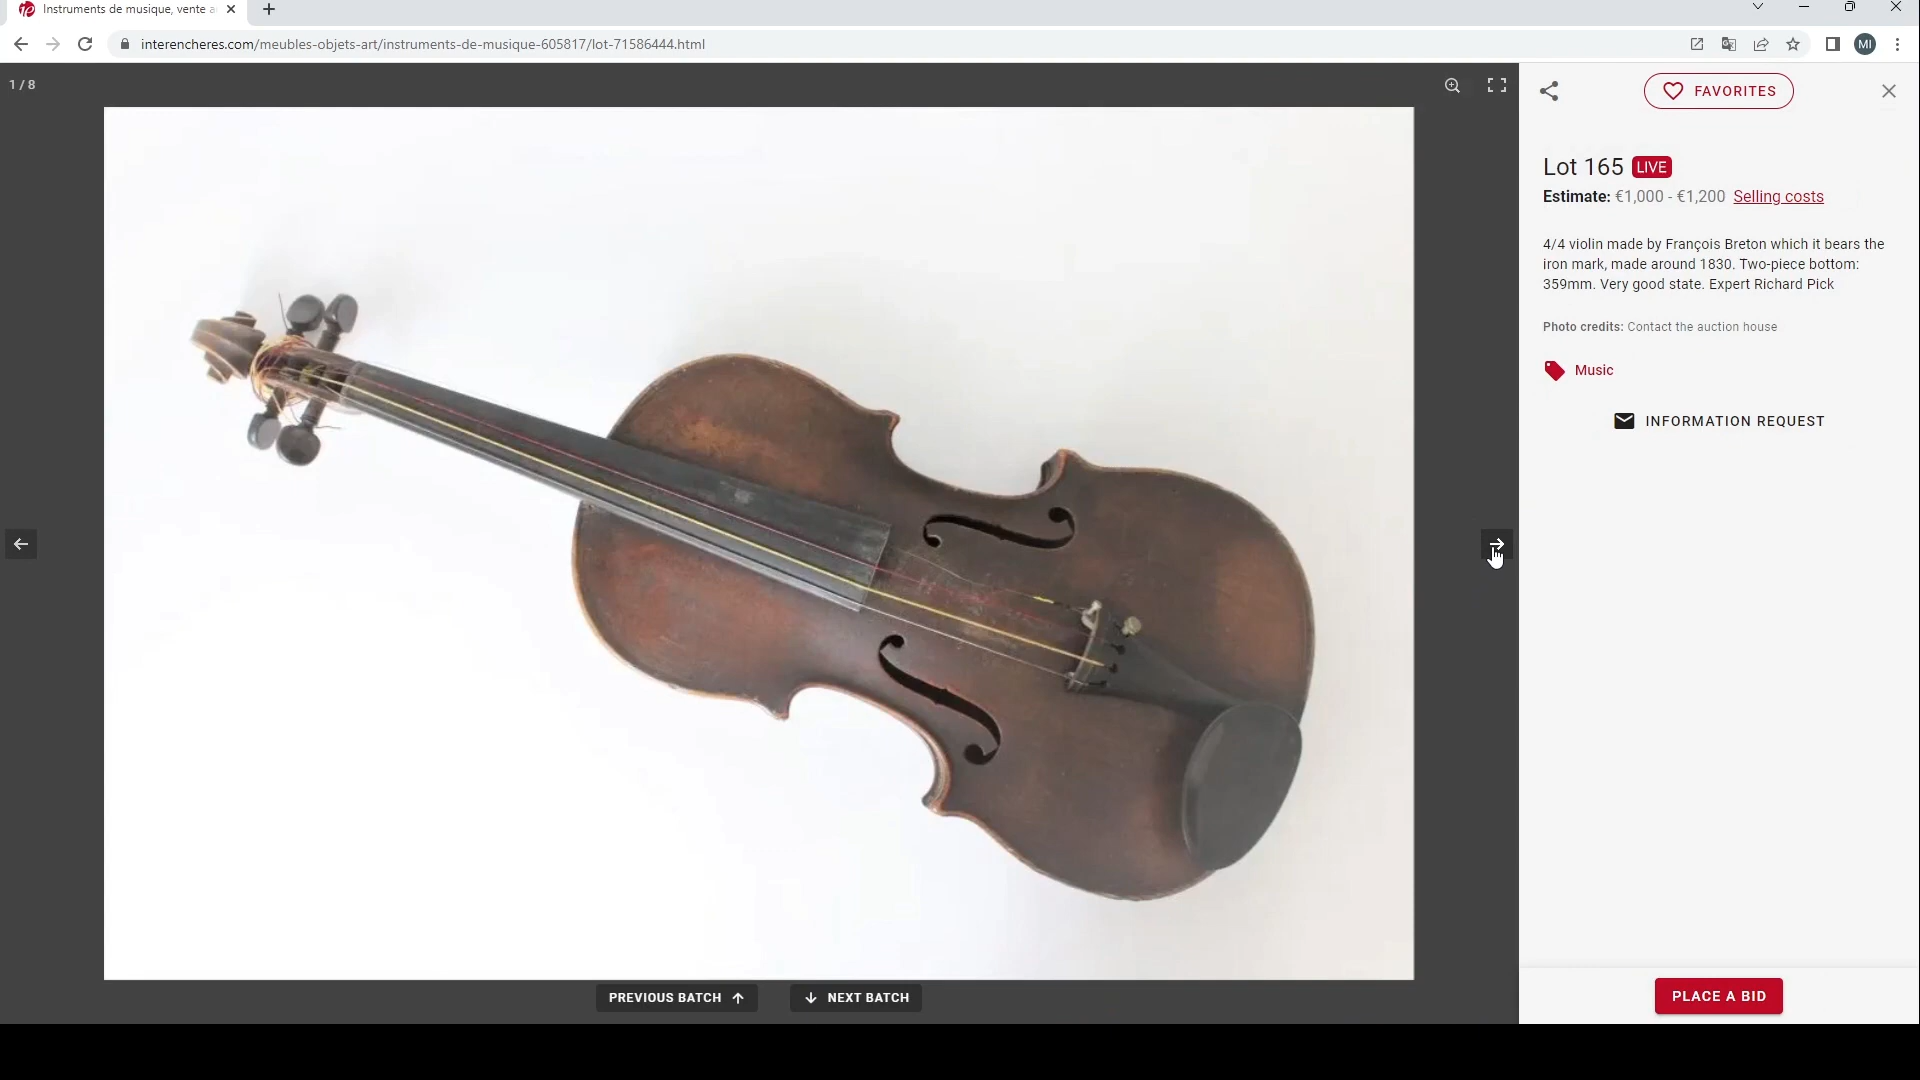 Instruments de musique, vente a
interencheres.com/meubles-objets-art/instruments-de-musique-605817/lot-71586444.html
MI
1 / 8
FAVORITES
Lot 165 LIVE
Estimate: €1,000 - €1,200 Selling costs
4/4 violin made by François Breton which it bears the
iron mark, made around 1830. Two-piece bottom:
359mm. Very good state. Expert Richard Pick
Photo credits: Contact the auction house
Music
INFORMATION REQUEST
PREVIOUS BATCH
NEXT BATCH
PLACE A BID